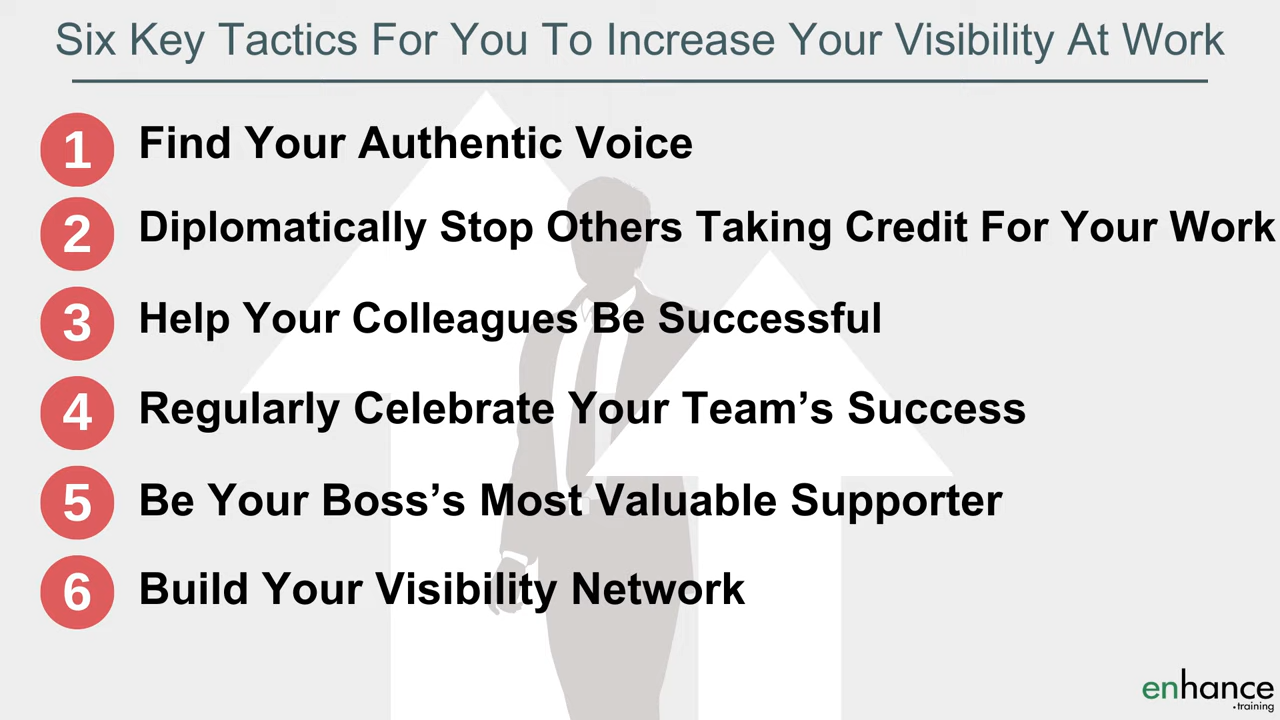 Six Key Tactics For You To Increase Your Visibility At Work
1 Find Your Authentic Voice
2 Diplomatically Stop Others Taking Credit For Your Work
3 Help Your Colleagues Be Successful
4 Regularly Celebrate Your Team’s Success
5 Be Your Boss’s Most Valuable Supporter
6 Build Your Visibility Network
enhance
.training